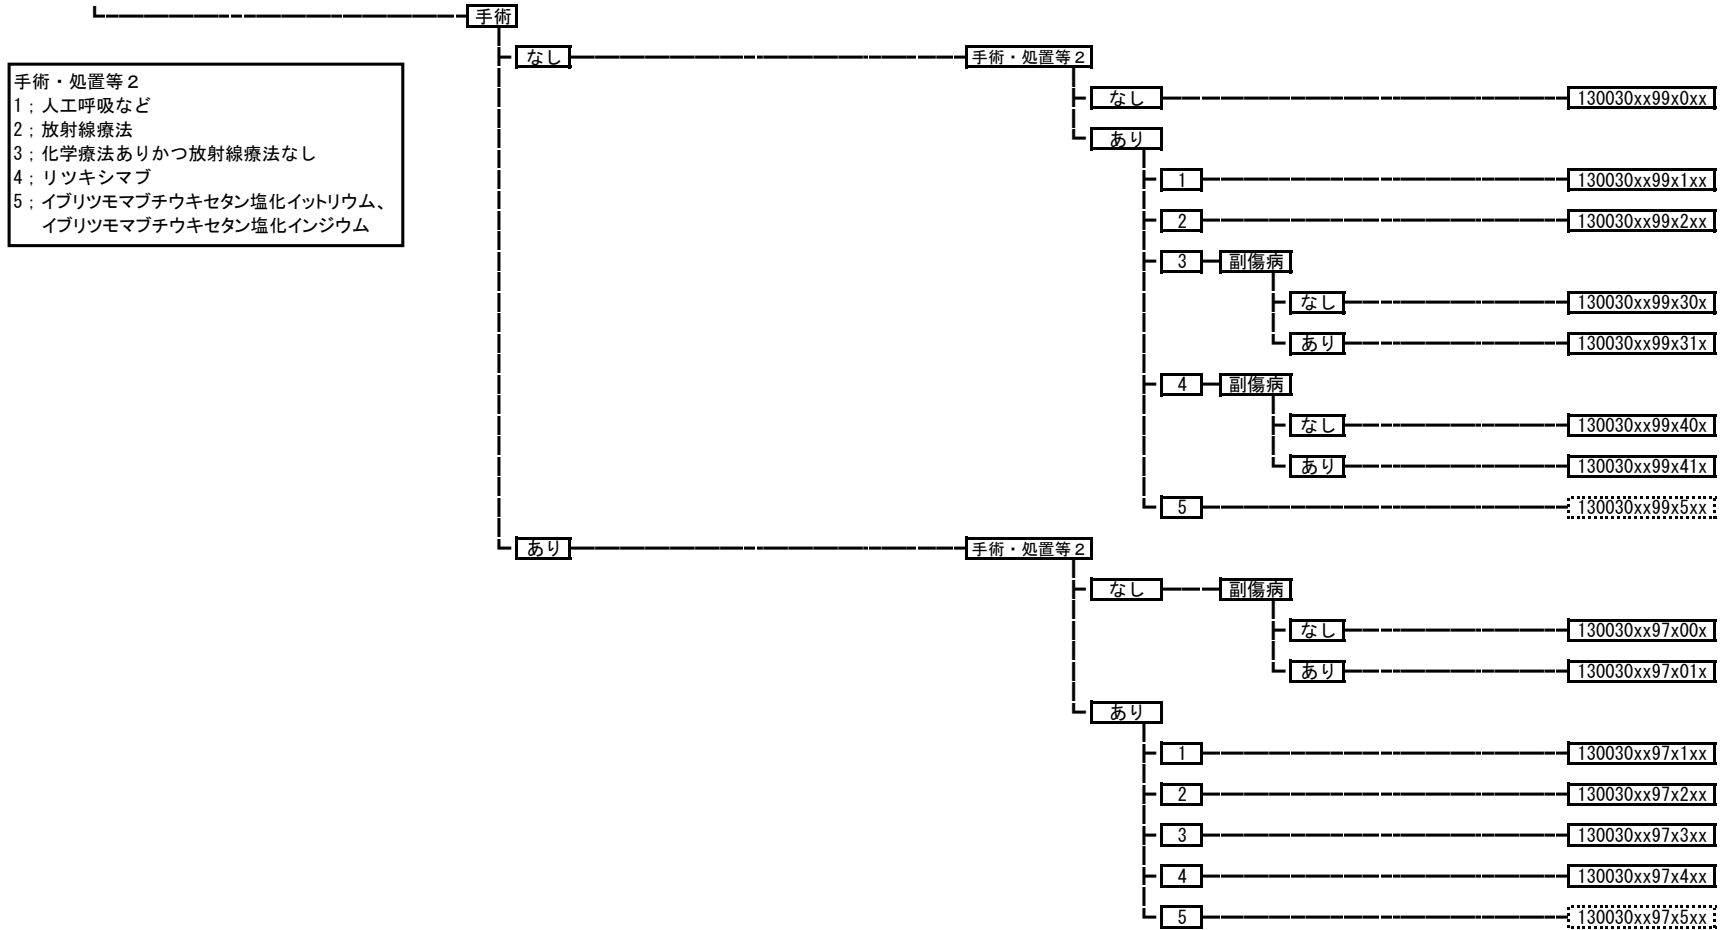 手術
なし 手術・処置等2
手術・処置等2
1；人工呼吸など
2；放射線療法
3；化学療法ありかつ放射線療法なし
4；リツキシマブ
5；イブリツモマブチウキセタン塩化イットリウム、
イブリツモマブチウキセタン塩化インジウム
なし 130030xx99x0xx
あり
1 130030xx99x1xx
2 130030xx99x2xx
3 副傷病
なし 130030xx99x30x
あり 130030xx99x31x
4 副傷病
なし 130030xx99x40x
あり 130030xx99x41x
5 130030xx99x5xx
あり 手術・処置等2
なし 副傷病
なし 130030xx97x00x
あり 130030xx97x01x
あり
1 130030xx97x1xx
2 130030xx97x2xx
3 130030xx97x3xx
4 130030xx97x4xx
5 130030xx97x5xx